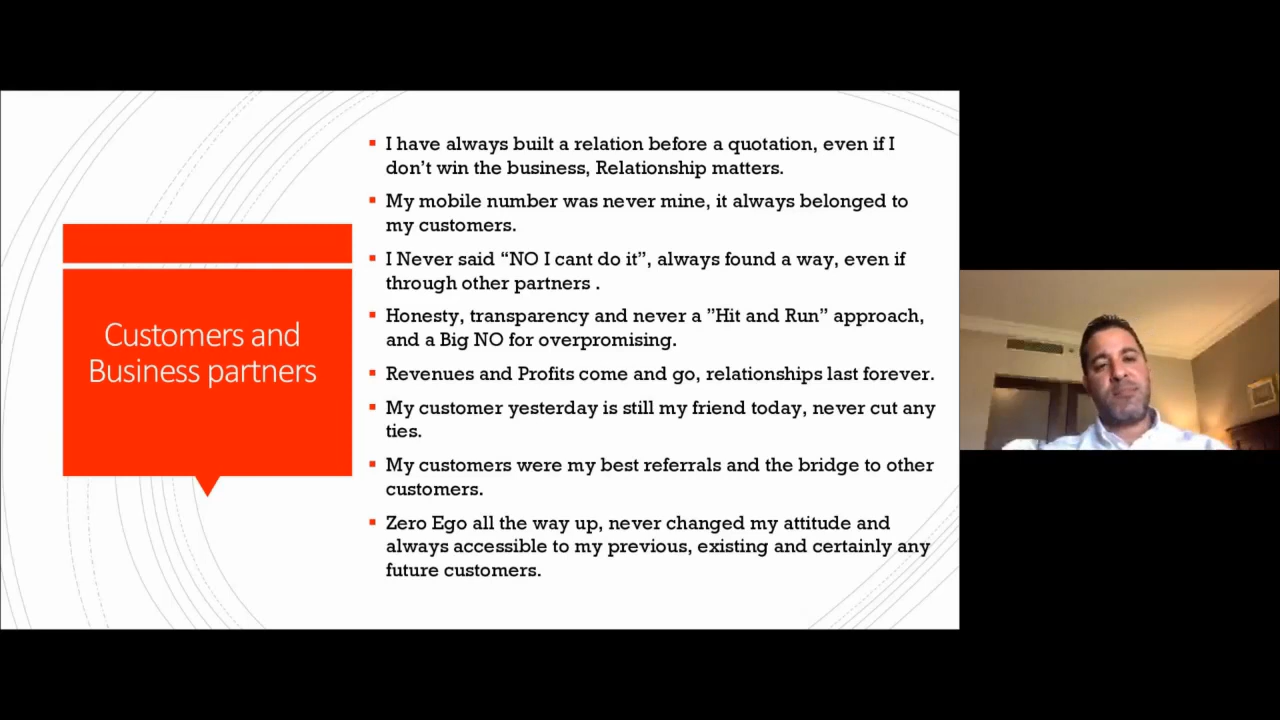 Customers and
Business partners
I have always built a relation before a quotation, even if I
don’t win the business, Relationship matters.
My mobile number was never mine, it always belonged to
my customers.
I Never said “NO I cant do it”, always found a way, even if
through other partners .
Honesty, transparency and never a ”Hit and Run” approach,
and a Big NO for overpromising.
Revenues and Profits come and go, relationships last forever.
My customer yesterday is still my friend today, never cut any
ties.
My customers were my best referrals and the bridge to other
customers.
Zero Ego all the way up, never changed my attitude and
always accessible to my previous, existing and certainly any
future customers.